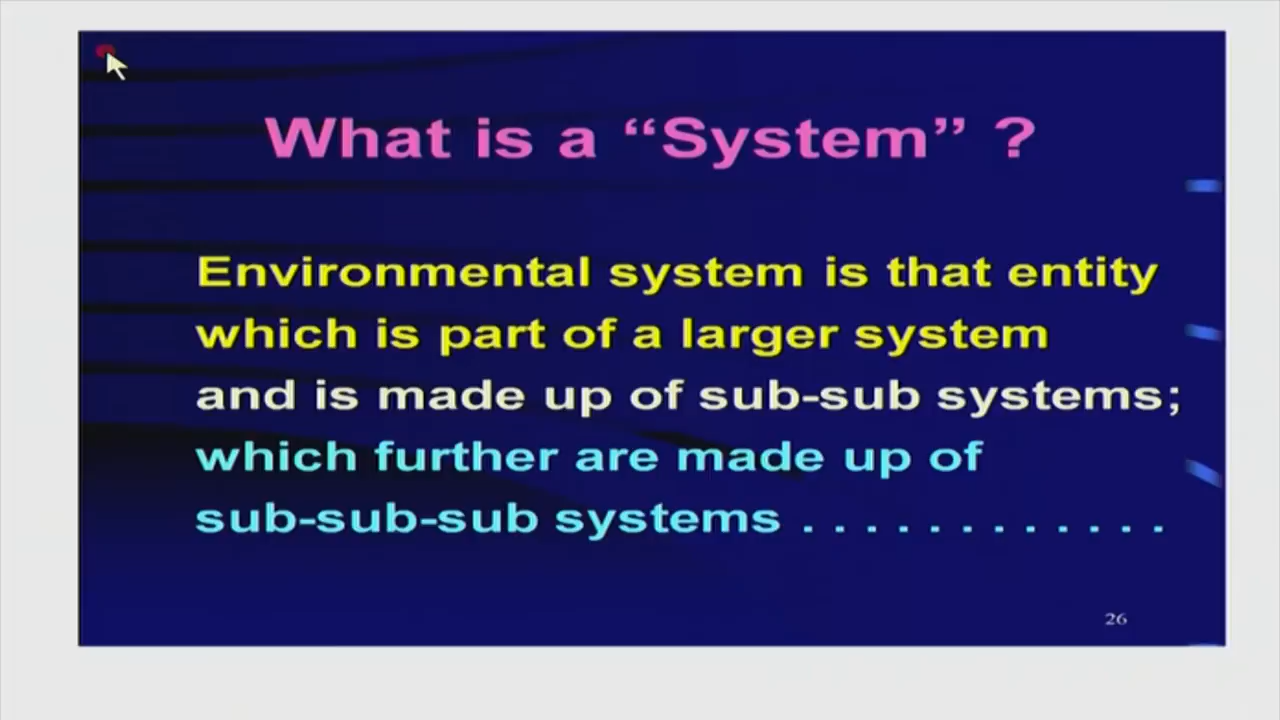 What is a “System” ?
Environmental system is that entity
which is part of a larger system
and is made up of sub-sub systems;
which further are made up of
sub-sub-sub systems . . . . . . . . . . . .
26